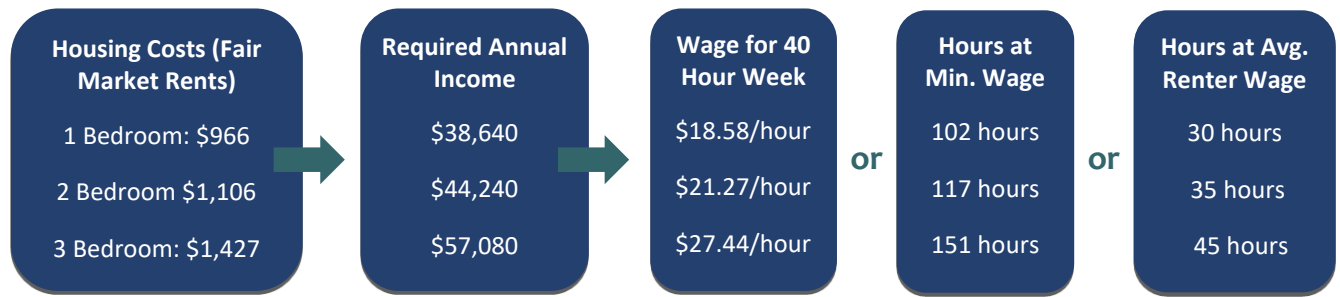 Housing Costs (Fair
Market Rents)
1 Bedroom: $966
2 Bedroom $1,106
3 Bedroom: $1,427
Required Annual
Income
$38,640
$44,240
$57,080
Wage for 40
Hour Week
$18.58/hour
$21.27/hour
$27.44/hour
or
Hours at
Min. Wage
102 hours
117 hours
151 hours
or
Hours at Avg.
Renter Wage
30 hours
35 hours
45 hours